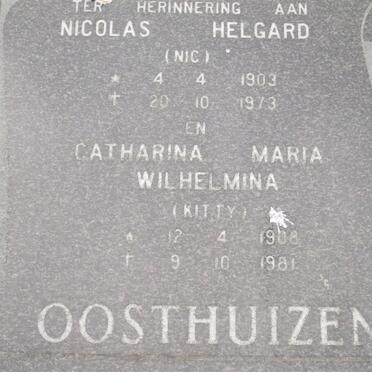 TER HERINNERING AAN
NICOLAS HELGARD
(NIC)
* 4 4 1903
† 20 10 1973
EN
CATHARINA MARIA
WILHELMINA
(KITTY)
* 12 4 1908
† 9 10 1981
OOSTHUIZEN